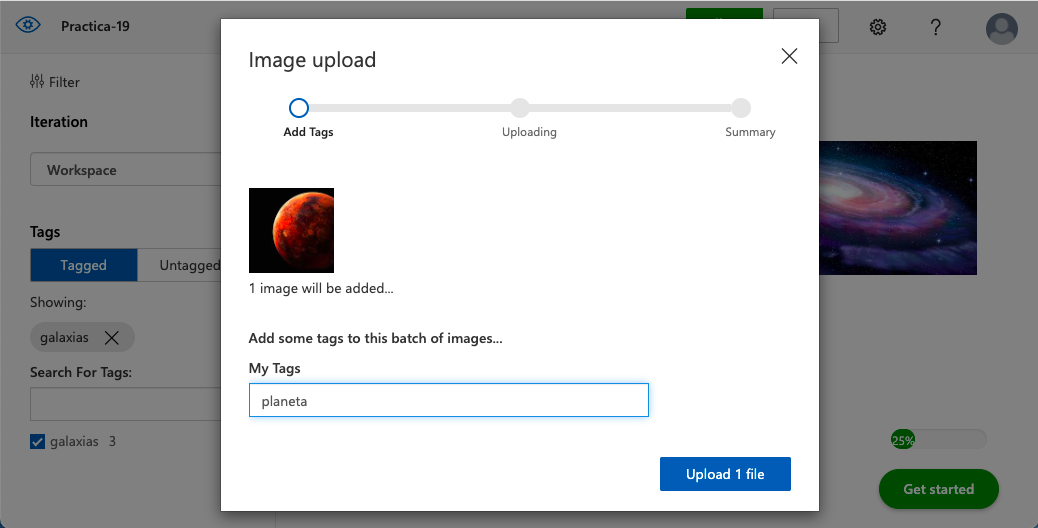 Practica-19
?
Filter
Iteration
Workspace
Tags
Tagged
Untagged
Showing:
galaxias
Search For Tags:
galaxias 3
Image upload
Add Tags
Uploading
Summary
1 image will be added...
Add some tags to this batch of images...
My Tags
planeta
Upload 1 file
25%
Get started